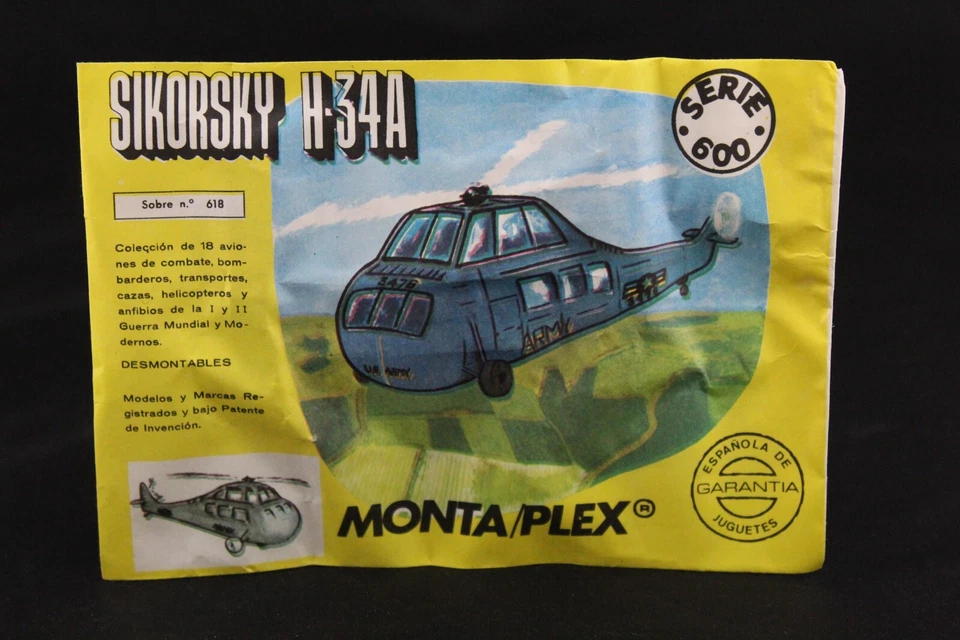 SIKORSKY H-34A
SERIE
600
Sobre n.º 618
Colección de 18 avio-
nes de combate, bom-
barderos, transportes,
cazas, helicopteros y
anfibios de la I y II
Guerra Mundial y Mo-
dernos.
DESMONTABLES
Modelos y Marcas Re-
gistrados y bajo Patente
de Invención.
ARMY
MONTA/PLEX®
ESPAÑOLA DE
GARANTIA
JUGUETES